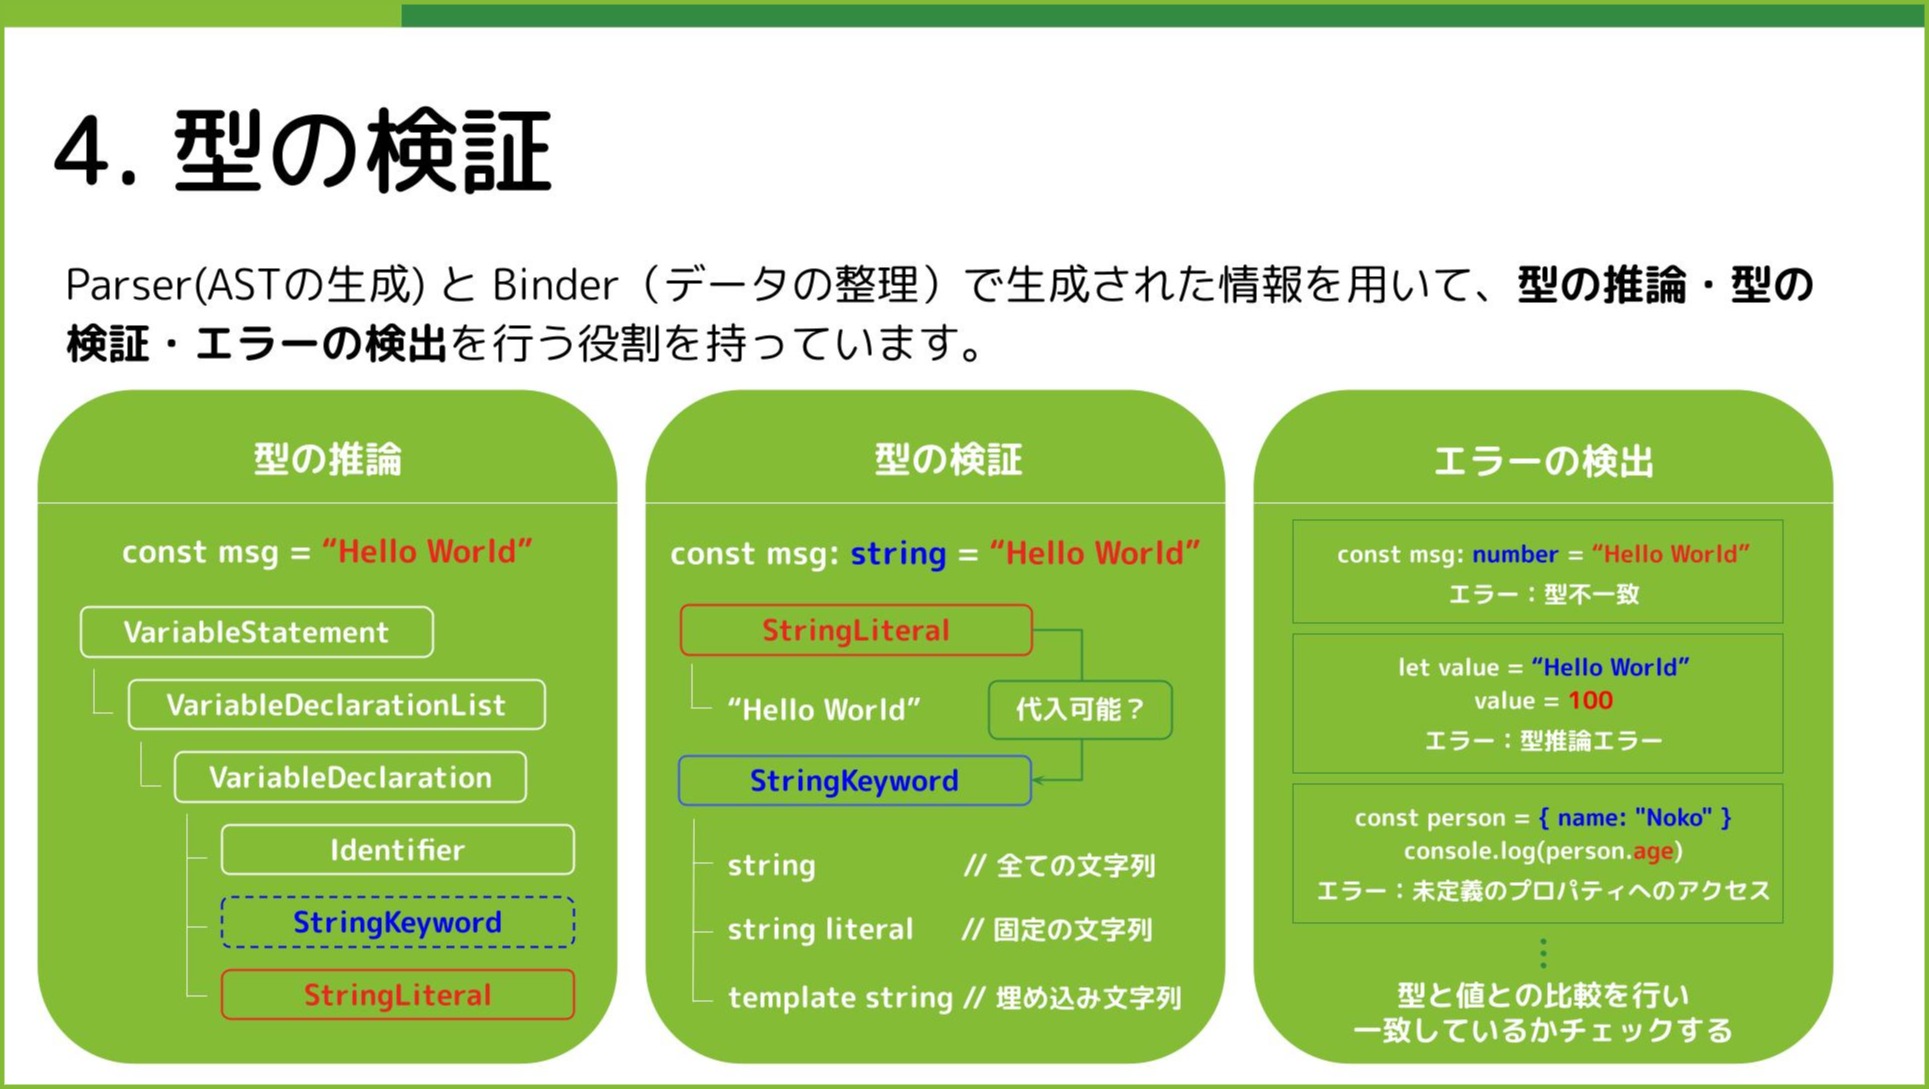 4. 型の検証
Parser(ASTの生成) と Binder（データの整理）で生成された情報を用いて、型の推論・型の
検証・エラーの検出を行う役割を持っています。
型の推論
const msg = “Hello World”
VariableStatement
VariableDeclarationList
VariableDeclaration
Identifier
StringKeyword
StringLiteral
型の検証
const msg: string = “Hello World”
StringLiteral
“Hello World”
代入可能？
StringKeyword
string // 全ての文字列
string literal // 固定の文字列
template string // 埋め込み文字列
エラーの検出
const msg: number = “Hello World”
エラー：型不一致
let value = “Hello World”
value = 100
エラー：型推論エラー
const person = { name: "Noko" }
console.log(person.age)
エラー：未定義のプロパティへのアクセス
⋮
型と値との比較を行い
一致しているかチェックする